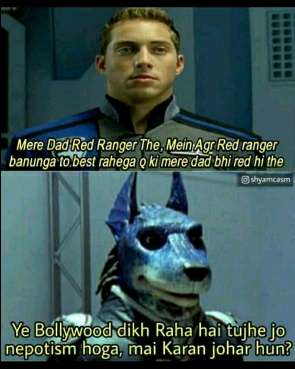 Mere Dad Red Ranger The, Mein Agr Red ranger
banunga to best rahega q ki mere dad bhi red hi the
shyamcasm
Ye Bollywood dikh Raha hai tujhe jo
nepotism hoga, mai Karan johar hun?